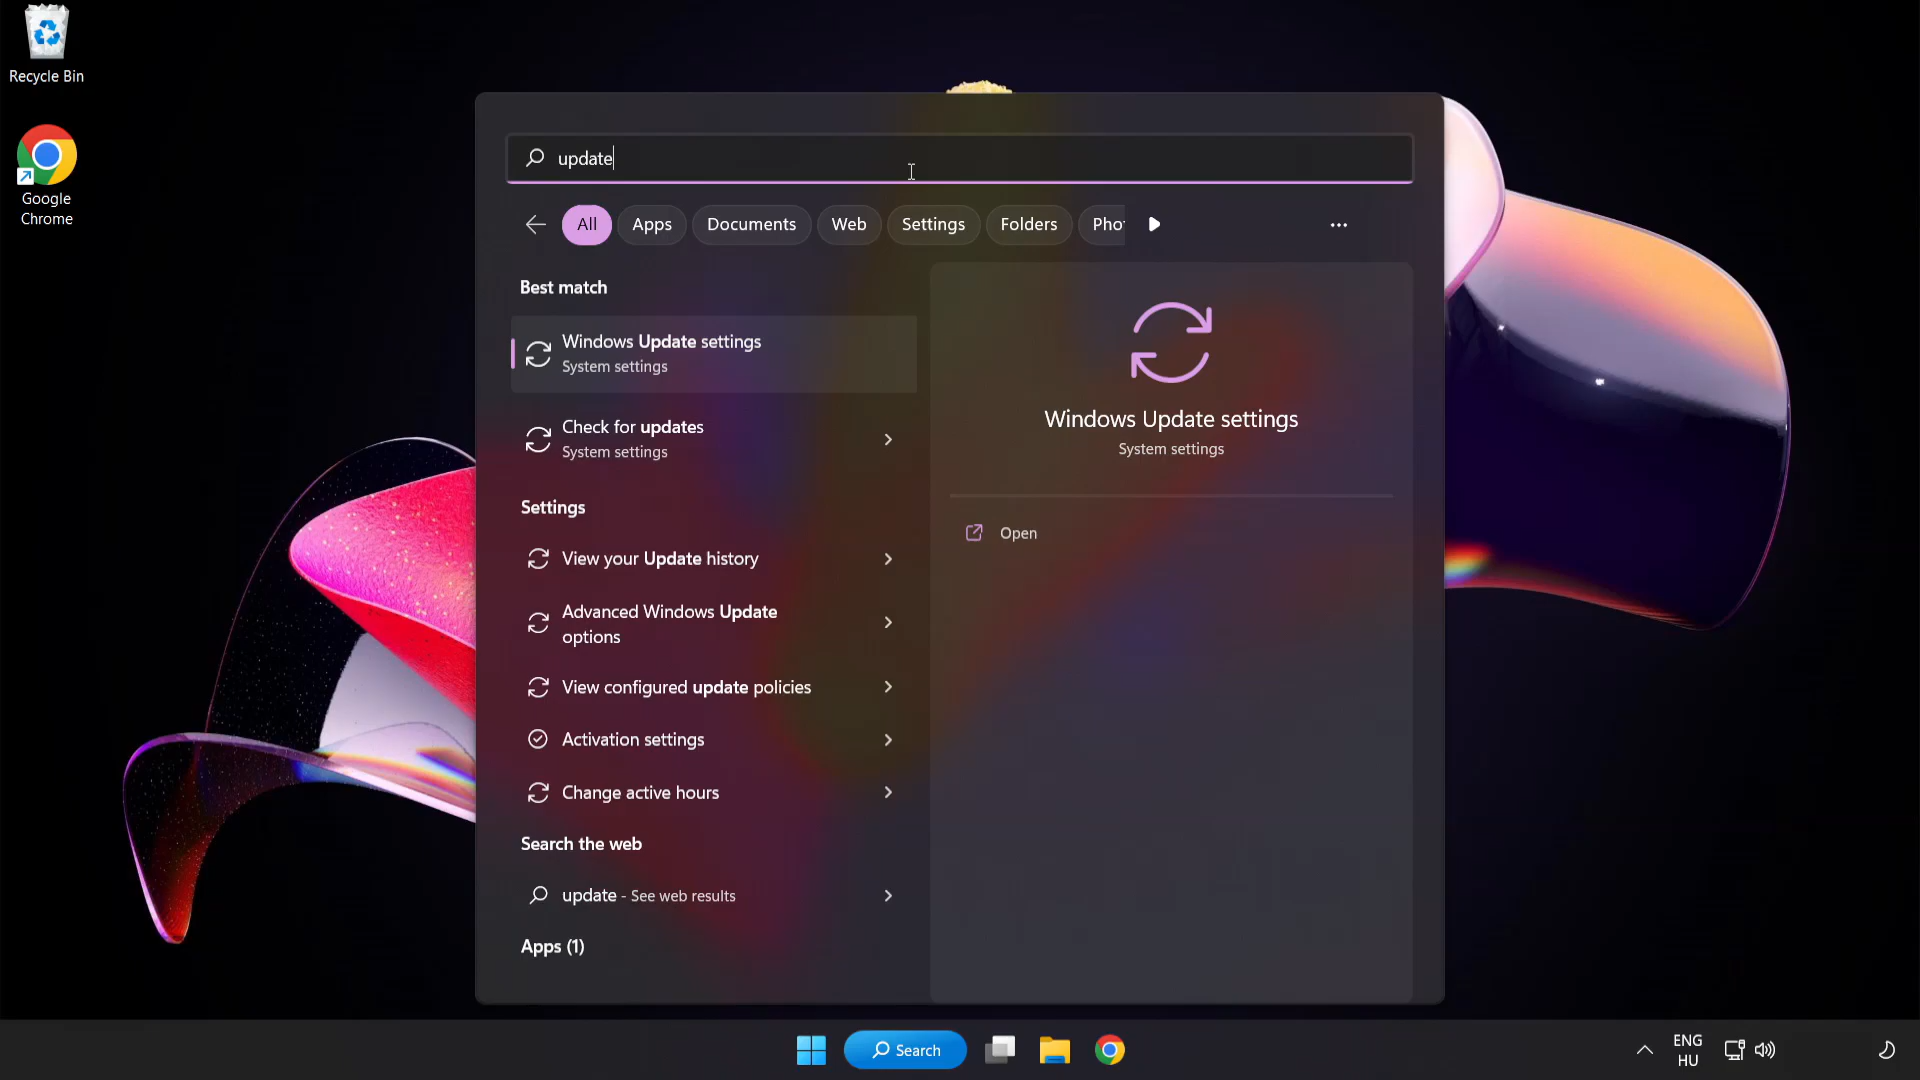 Recycle Bin
Google
Chrome
update
All
Apps
Documents
Web
Settings
Folders
Pho
Best match
Windows Update settings
System settings
Check for updates
System settings
Settings
View your Update history
Advanced Windows Update
options
View configured update policies
Activation settings
Change active hours
Search the web
update - See web results
Apps (1)
Windows Update settings
System settings
Open
Search
ENG
HU